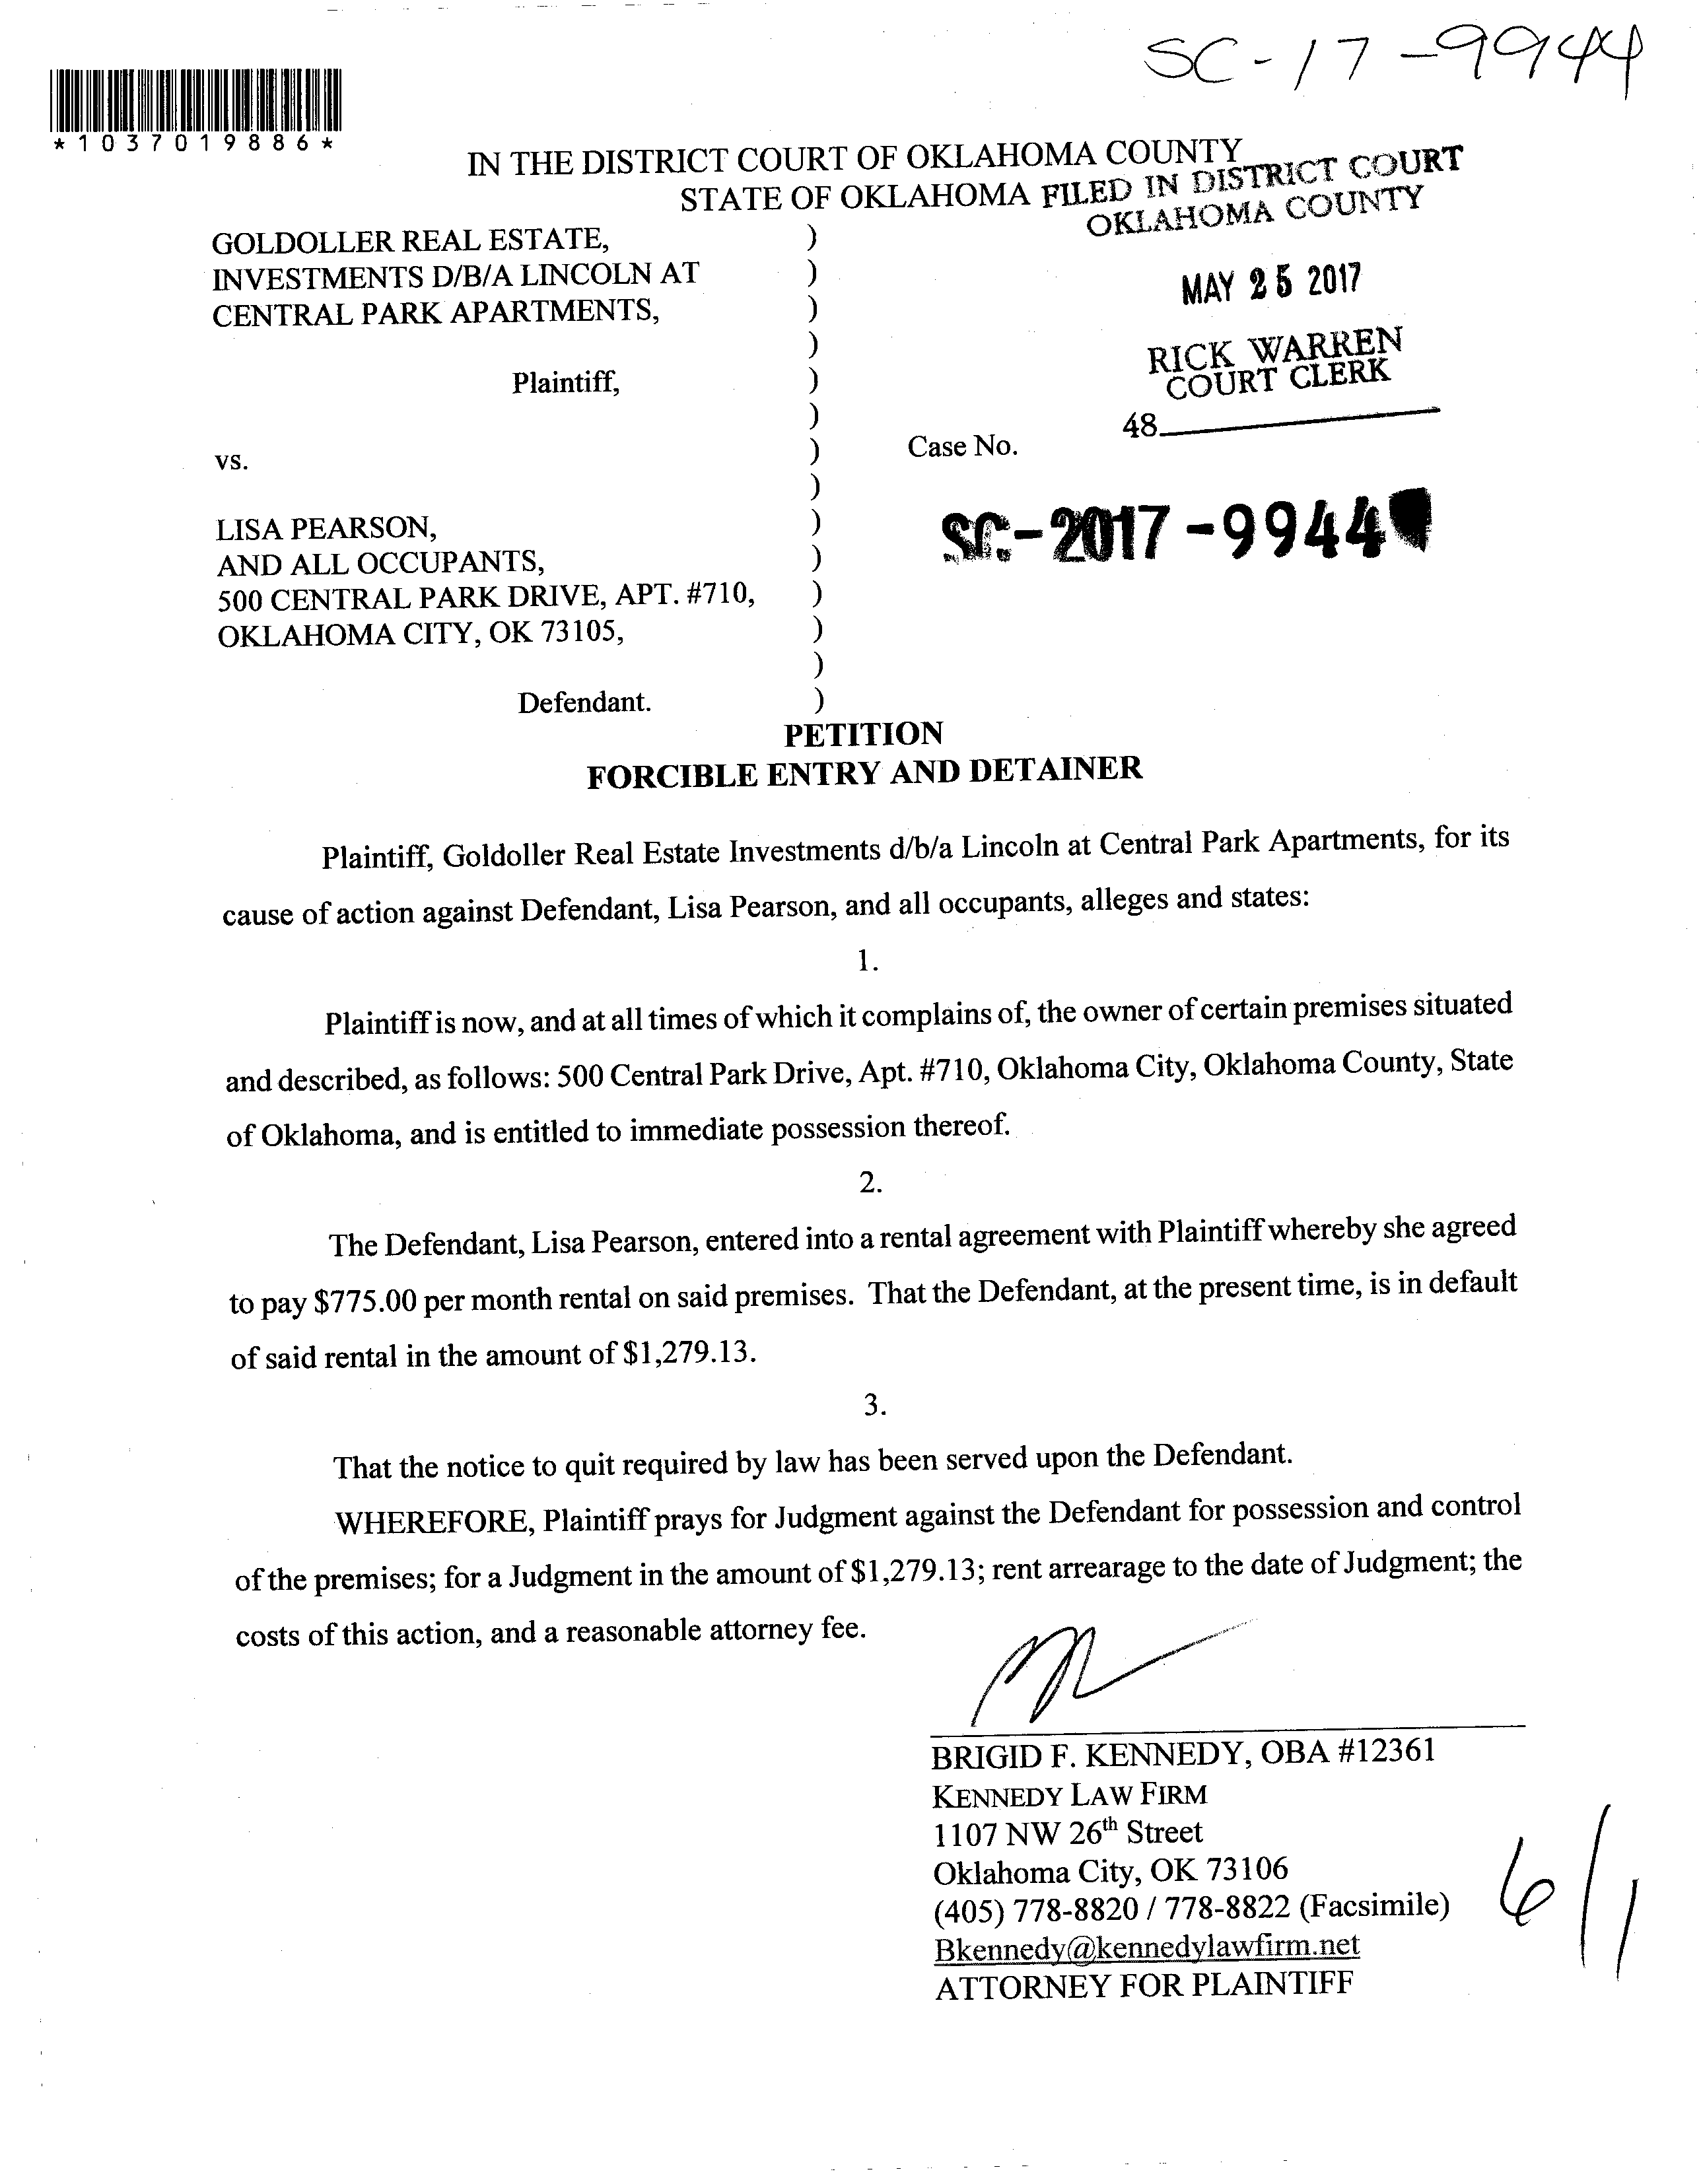 SC-17-9944
*1037019886*
IN THE DISTRICT COURT OF OKLAHOMA COUNTY
STATE OF OKLAHOMA
FILED IN DISTRICT COURT
OKLAHOMA COUNTY
MAY 25 2017
RICK WARREN
COURT CLERK
48
GOLDOLLER REAL ESTATE, )
INVESTMENTS D/B/A LINCOLN AT )
CENTRAL PARK APARTMENTS, )
)
Plaintiff, )
)
vs. ) Case No.
)
SC-2017-9944
LISA PEARSON, )
AND ALL OCCUPANTS, )
500 CENTRAL PARK DRIVE, APT. #710, )
OKLAHOMA CITY, OK 73105, )
)
Defendant. )
PETITION
FORCIBLE ENTRY AND DETAINER
Plaintiff, Goldoller Real Estate Investments d/b/a Lincoln at Central Park Apartments, for its
cause of action against Defendant, Lisa Pearson, and all occupants, alleges and states:
1.
Plaintiff is now, and at all times of which it complains of, the owner of certain premises situated
and described, as follows: 500 Central Park Drive, Apt. #710, Oklahoma City, Oklahoma County, State
of Oklahoma, and is entitled to immediate possession thereof.
2.
The Defendant, Lisa Pearson, entered into a rental agreement with Plaintiff whereby she agreed
to pay $775.00 per month rental on said premises. That the Defendant, at the present time, is in default
of said rental in the amount of $1,279.13.
3.
That the notice to quit required by law has been served upon the Defendant.
WHEREFORE, Plaintiff prays for Judgment against the Defendant for possession and control
of the premises; for a Judgment in the amount of $1,279.13; rent arrearage to the date of Judgment; the
costs of this action, and a reasonable attorney fee.
BRIGID F. KENNEDY, OBA #12361
KENNEDY LAW FIRM
1107 NW 26th Street
Oklahoma City, OK 73106
(405) 778-8820 / 778-8822 (Facsimile)
Bkennedy@kennedylawfirm.net
ATTORNEY FOR PLAINTIFF
6/1